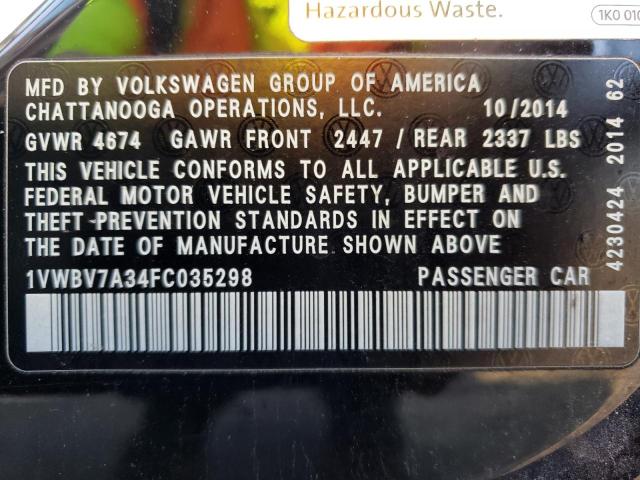 Hazardous Waste.
1K0 010
MFD BY VOLKSWAGEN GROUP OF AMERICA
CHATTANOOGA OPERATIONS, LLC. 10/2014
GVWR 4674 GAWR FRONT 2447 / REAR 2337 LBS
THIS VEHICLE CONFORMS TO ALL APPLICABLE U.S.
FEDERAL MOTOR VEHICLE SAFETY, BUMPER AND
THEFT-PREVENTION STANDARDS IN EFFECT ON
THE DATE OF MANUFACTURE SHOWN ABOVE
1VWBV7A34FC035298 PASSENGER CAR
4230424 2014 62